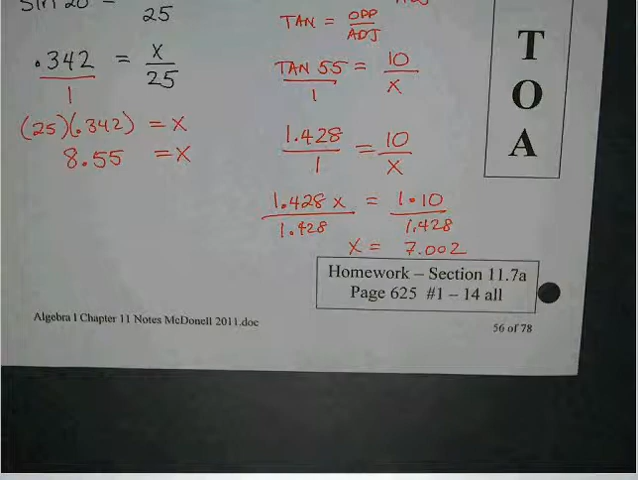 sin 20 =
25
.342 = x
1 25
(25)(.342) = x
8.55 = x
TAN = OPP
ADJ
TAN 55 = 10
1 x
1.428 = 10
1 x
1.428 x = 1 • 10
1.428 1.428
x = 7.002
T
O
A
Homework – Section 11.7a
Page 625 #1 – 14 all
Algebra I Chapter 11 Notes McDonell 2011.doc
56 of 78